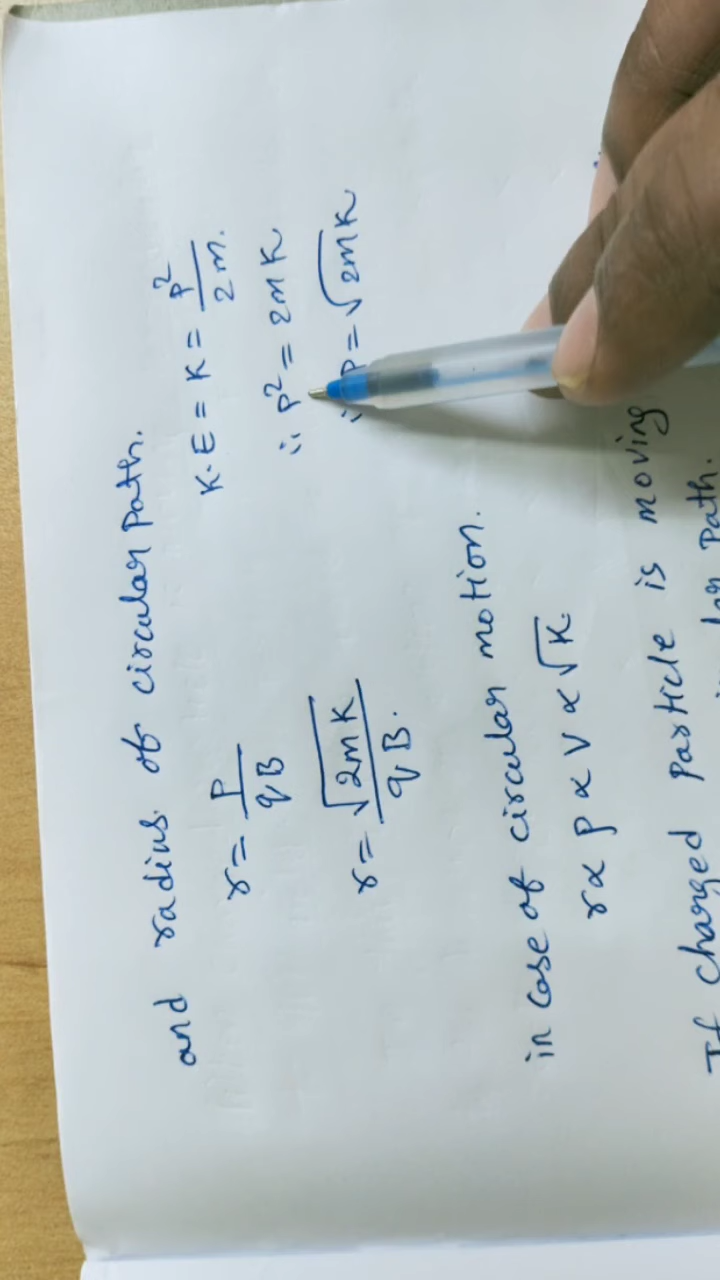 and radius of circular path.
r = p/qB
K.E = K = p²/2m.
∴ p² = 2mK
r = √2mK/qB.
p = √2mK
in case of circular motion.
r ∝ p ∝ v ∝ √K.
If charged particle is moving
path.